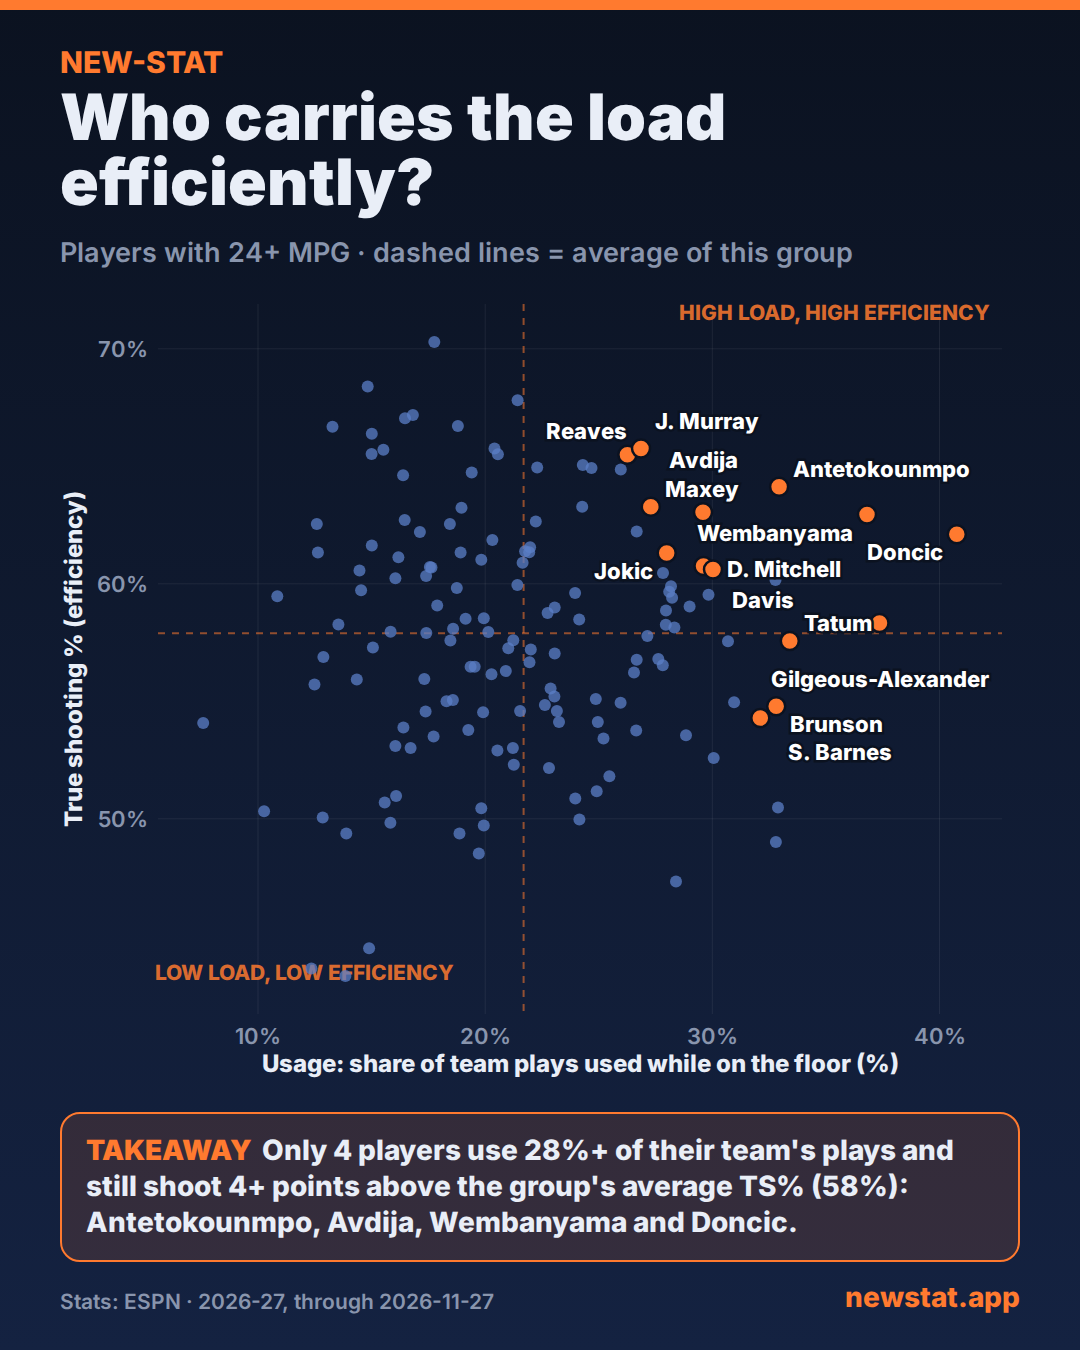 NEW-STAT
Who carries the load
efficiently?
Players with 24+ MPG · dashed lines = average of this group
HIGH LOAD, HIGH EFFICIENCY
70%
60%
50%
True shooting % (efficiency)
Reaves
J. Murray
Avdija
Maxey
Antetokounmpo
Wembanyama
Doncic
Jokic
D. Mitchell
Davis
Tatum
Gilgeous-Alexander
Brunson
S. Barnes
LOW LOAD, LOW EFFICIENCY
10%
20%
30%
40%
Usage: share of team plays used while on the floor (%)
TAKEAWAY Only 4 players use 28%+ of their team's plays and
still shoot 4+ points above the group's average TS% (58%):
Antetokounmpo, Avdija, Wembanyama and Doncic.
Stats: ESPN · 2026-27, through 2026-11-27
newstat.app